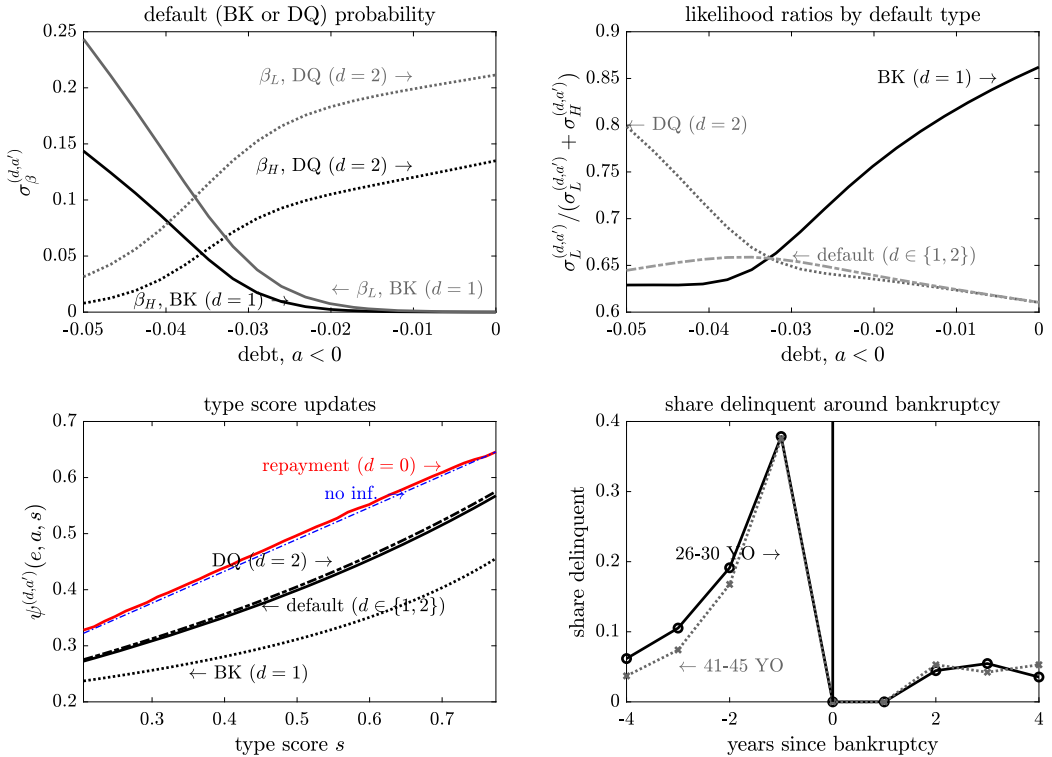 default (BK or DQ) probability
0.25
0.2
0.15
0.1
0.05
0
σ_β^{(d,a′)}
β_L, DQ (d = 2) →
β_H, DQ (d = 2) →
β_H, BK (d = 1) →
← β_L, BK (d = 1)
-0.05 -0.04 -0.03 -0.02 -0.01 0
debt, a < 0
likelihood ratios by default type
0.9
0.85
0.8
0.75
0.7
0.65
0.6
σ_L^{(d,a′)}/(σ_L^{(d,a′)} + σ_H^{(d,a′)})
BK (d = 1)→
← DQ (d = 2)
← default (d ∈ {1, 2})
-0.05 -0.04 -0.03 -0.02 -0.01 0
debt, a < 0
type score updates
0.7
0.6
0.5
0.4
0.3
0.2
ψ^{(d,a′)}(e, a, s)
repayment (d = 0) →
no inf. →
DQ (d = 2) →
← default (d ∈ {1, 2})
← BK (d = 1)
0.3 0.4 0.5 0.6 0.7
type score s
share delinquent around bankruptcy
0.4
0.3
0.2
0.1
0
share delinquent
26-30 YO →
← 41-45 YO
-4 -2 0 2 4
years since bankruptcy